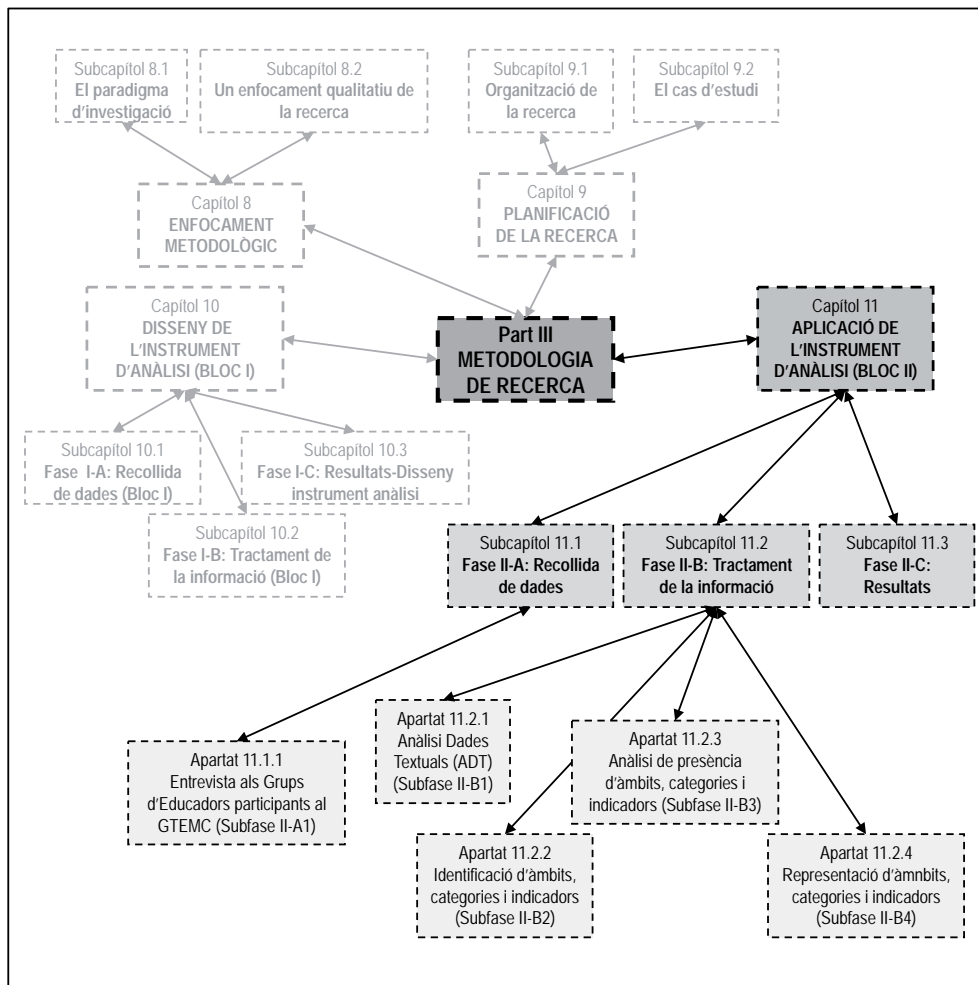 Subcapítol 8.1
El paradigma
d'investigació
Subcapítol 8.2
Un enfocament qualitatiu de
la recerca
Subcapítol 9.1
Organització de
la recerca
Subcapítol 9.2
El cas d'estudi
Capítol 8
ENFOCAMENT
METODOLÒGIC
Capítol 9
PLANIFICACIÓ
DE LA RECERCA
Capítol 10
DISSENY DE
L'INSTRUMENT
D'ANÀLISI (BLOC I)
Part III
METODOLOGIA
DE RECERCA
Capítol 11
APLICACIÓ DE
L'INSTRUMENT
D'ANÀLISI (BLOC II)
Subcapítol 10.1
Fase I-A: Recollida
de dades (Bloc I)
Subcapítol 10.3
Fase I-C: Resultats-Disseny
instrument anàlisi
Subcapítol 10.2
Fase I-B: Tractament de
la informació (Bloc I)
Subcapítol 11.1
Fase II-A: Recollida
de dades
Subcapítol 11.2
Fase II-B: Tractament
de la informació
Subcapítol 11.3
Fase II-C:
Resultats
Apartat 11.1.1
Entrevista als Grups
d'Educadors participants al
GTEMC (Subfase II-A1)
Apartat 11.2.1
Anàlisi Dades
Textuals (ADT)
(Subfase II-B1)
Apartat 11.2.3
Anàlisi de presència
d'àmbits, categories i
indicadors (Subfase II-B3)
Apartat 11.2.2
Identificació d'àmbits,
categories i indicadors
(Subfase II-B2)
Apartat 11.2.4
Representació d'àmnbits,
categories i indicadors
(Subfase II-B4)